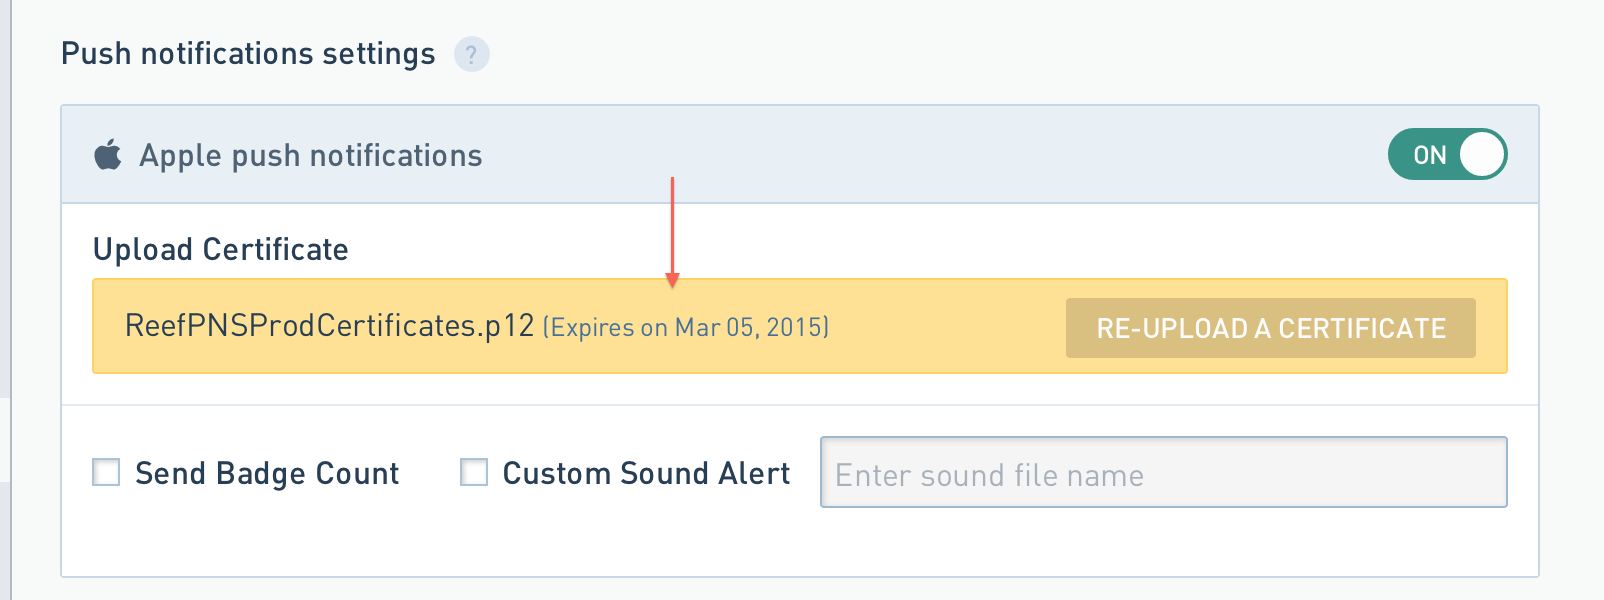 Push notifications settings ?
Apple push notifications ON
Upload Certificate
ReefPNSProdCertificates.p12 (Expires on Mar 05, 2015) RE-UPLOAD A CERTIFICATE
Send Badge Count Custom Sound Alert Enter sound file name